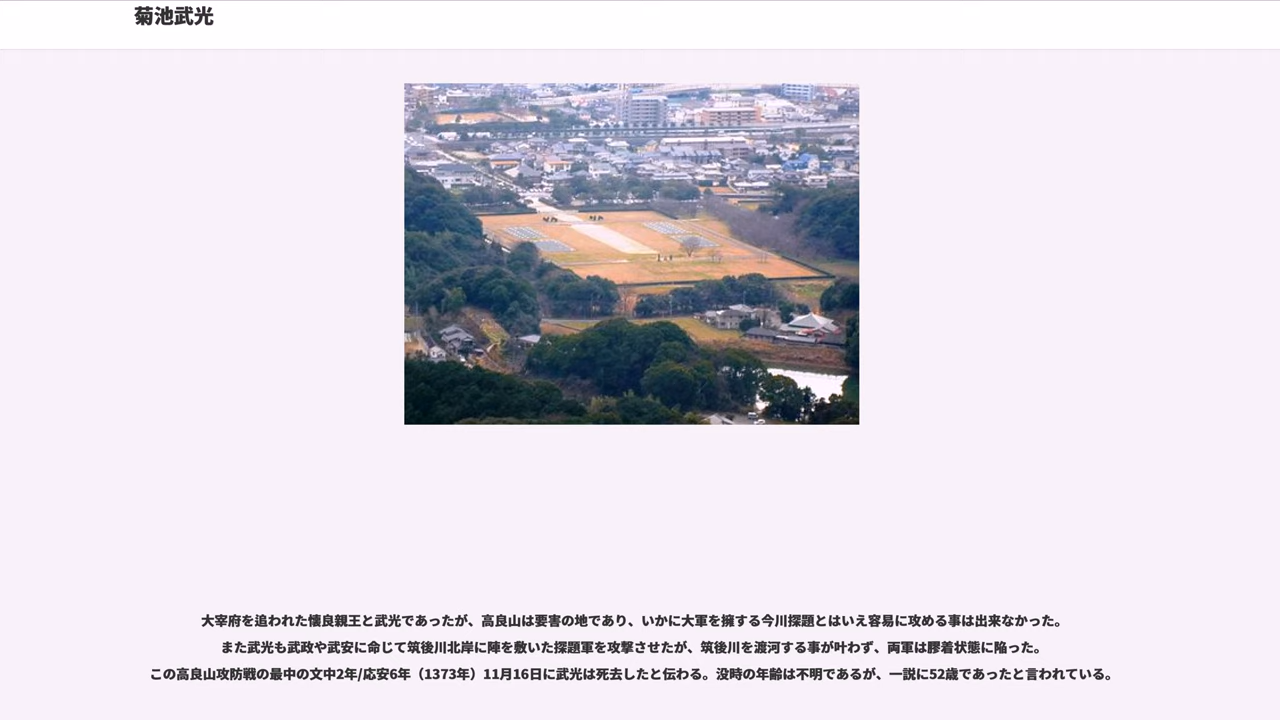 菊池武光
大宰府を追われた懐良親王と武光であったが、高良山は要害の地であり、いかに大軍を擁する今川探題とはいえ容易に攻める事は出来なかった。
また武光も武政や武安に命じて筑後川北岸に陣を敷いた探題軍を攻撃させたが、筑後川を渡河する事が叶わず、両軍は膠着状態に陥った。
この高良山攻防戦の最中の文中2年/応安6年（1373年）11月16日に武光は死去したと伝わる。没時の年齢は不明であるが、一説に52歳であったと言われている。